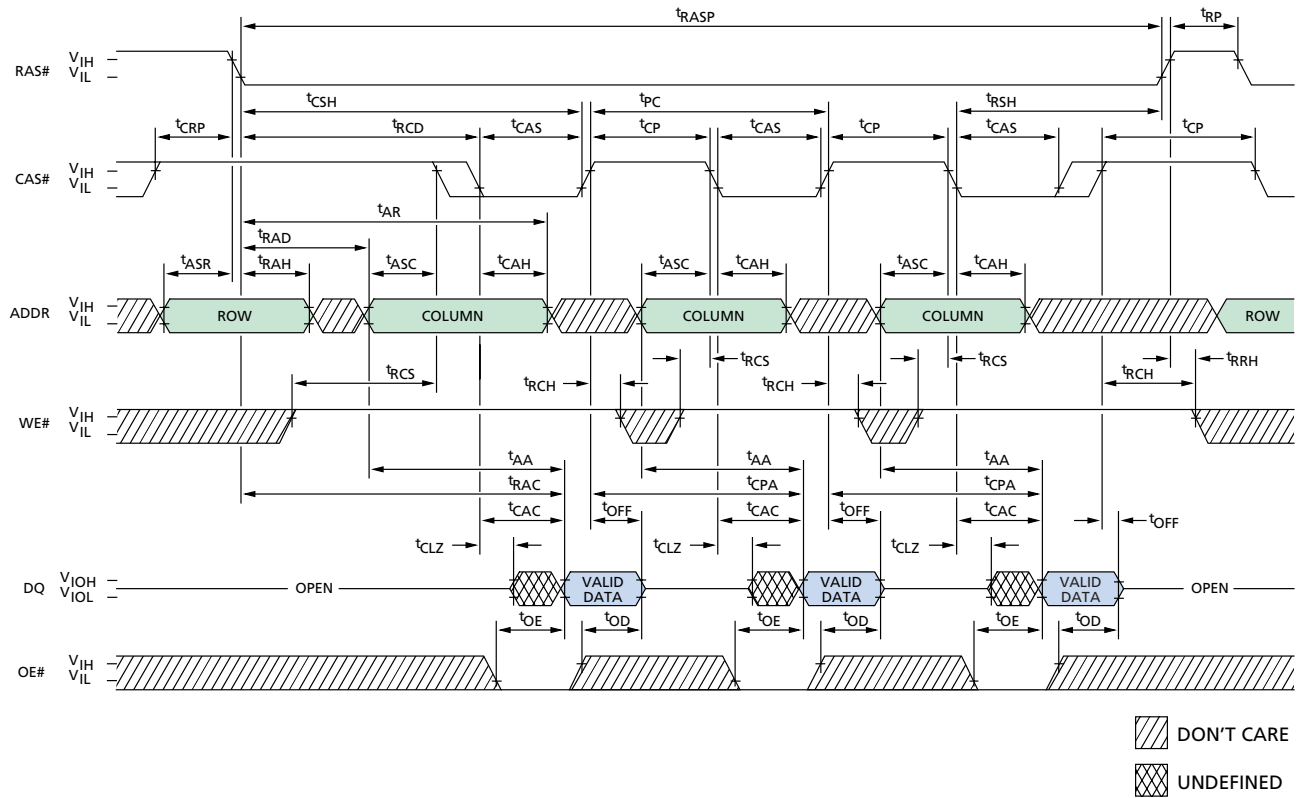 tRASP tRP
RAS# VIH
VIL
tCSH tPC tRSH
tCRP tRCD tCAS tCP tCAS tCP tCAS tCP
CAS# VIH
VIL
tAR
tRAD
tASR tRAH tASC tCAH tASC tCAH tASC tCAH
ADDR VIH
VIL
ROW COLUMN COLUMN COLUMN ROW
tRCS tRCH tRCS tRCH tRCS tRCH tRRH
WE# VIH
VIL
tAA tAA tAA
tRAC tCPA tCPA
tCAC tOFF tCAC tOFF tCAC tOFF
tCLZ tCLZ tCLZ
DQ VIOH
VIOL
OPEN VALID DATA VALID DATA VALID DATA OPEN
tOE tOD tOE tOD tOE tOD
OE# VIH
VIL
DON'T CARE
UNDEFINED